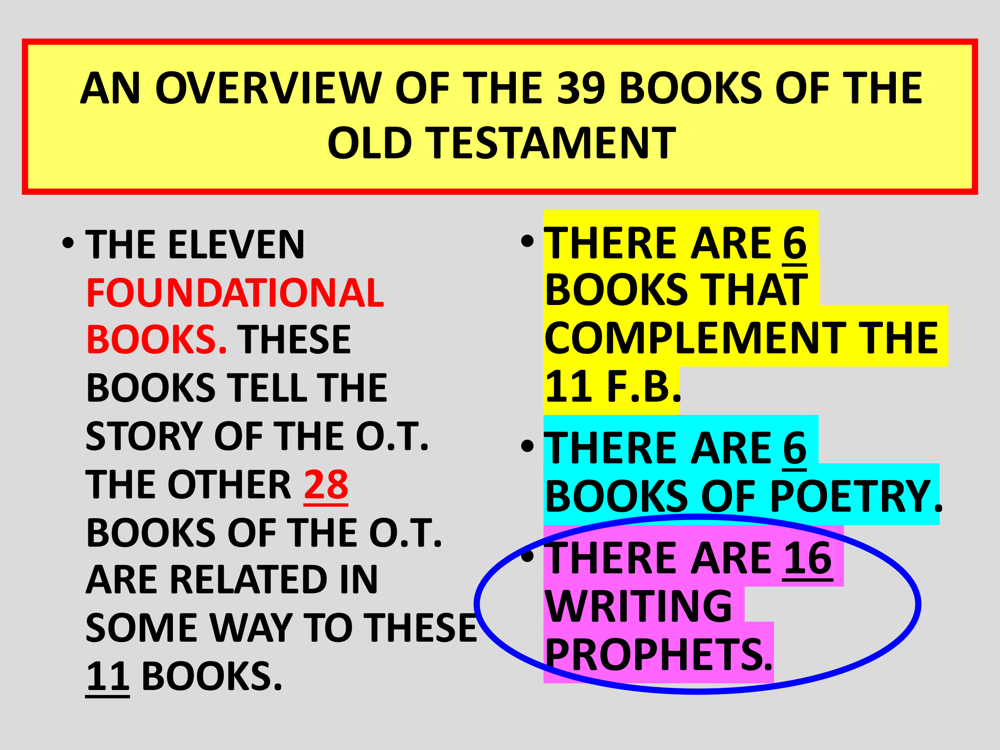 AN OVERVIEW OF THE 39 BOOKS OF THE
OLD TESTAMENT
• THE ELEVEN
FOUNDATIONAL
BOOKS. THESE
BOOKS TELL THE
STORY OF THE O.T.
THE OTHER 28
BOOKS OF THE O.T.
ARE RELATED IN
SOME WAY TO THESE
11 BOOKS.
• THERE ARE 6
BOOKS THAT
COMPLEMENT THE
11 F.B.
• THERE ARE 6
BOOKS OF POETRY.
• THERE ARE 16
WRITING
PROPHETS.